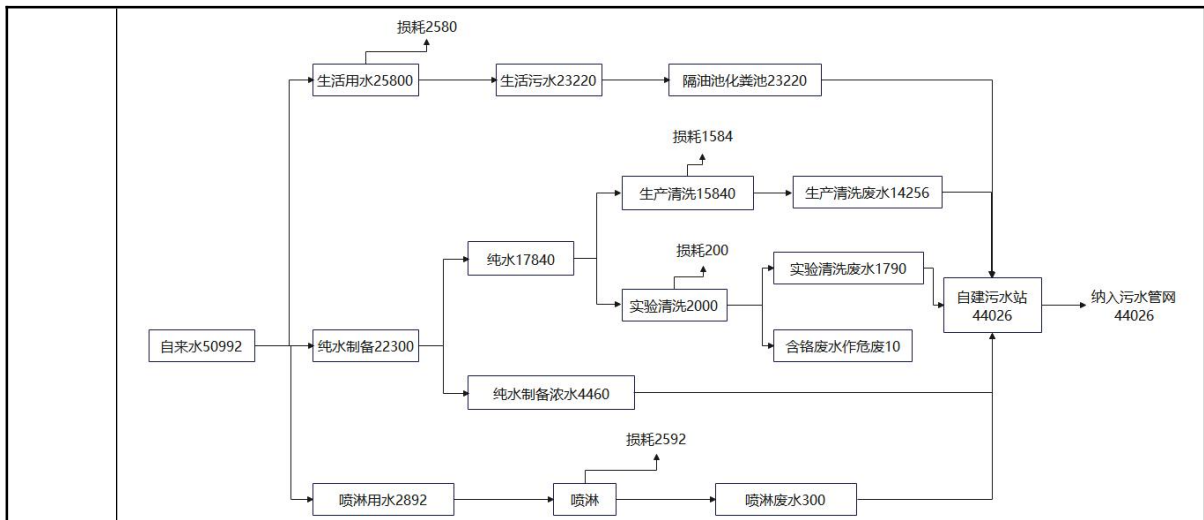 损耗2580
生活用水25800
生活污水23220
隔油池化粪池23220
损耗1584
生产清洗15840
生产清洗废水14256
纯水17840
损耗200
实验清洗2000
实验清洗废水1790
自建污水站
44026
纳入污水管网
44026
自来水50992
纯水制备22300
含铬废水作危废10
纯水制备浓水4460
损耗2592
喷淋用水2892
喷淋
喷淋废水300